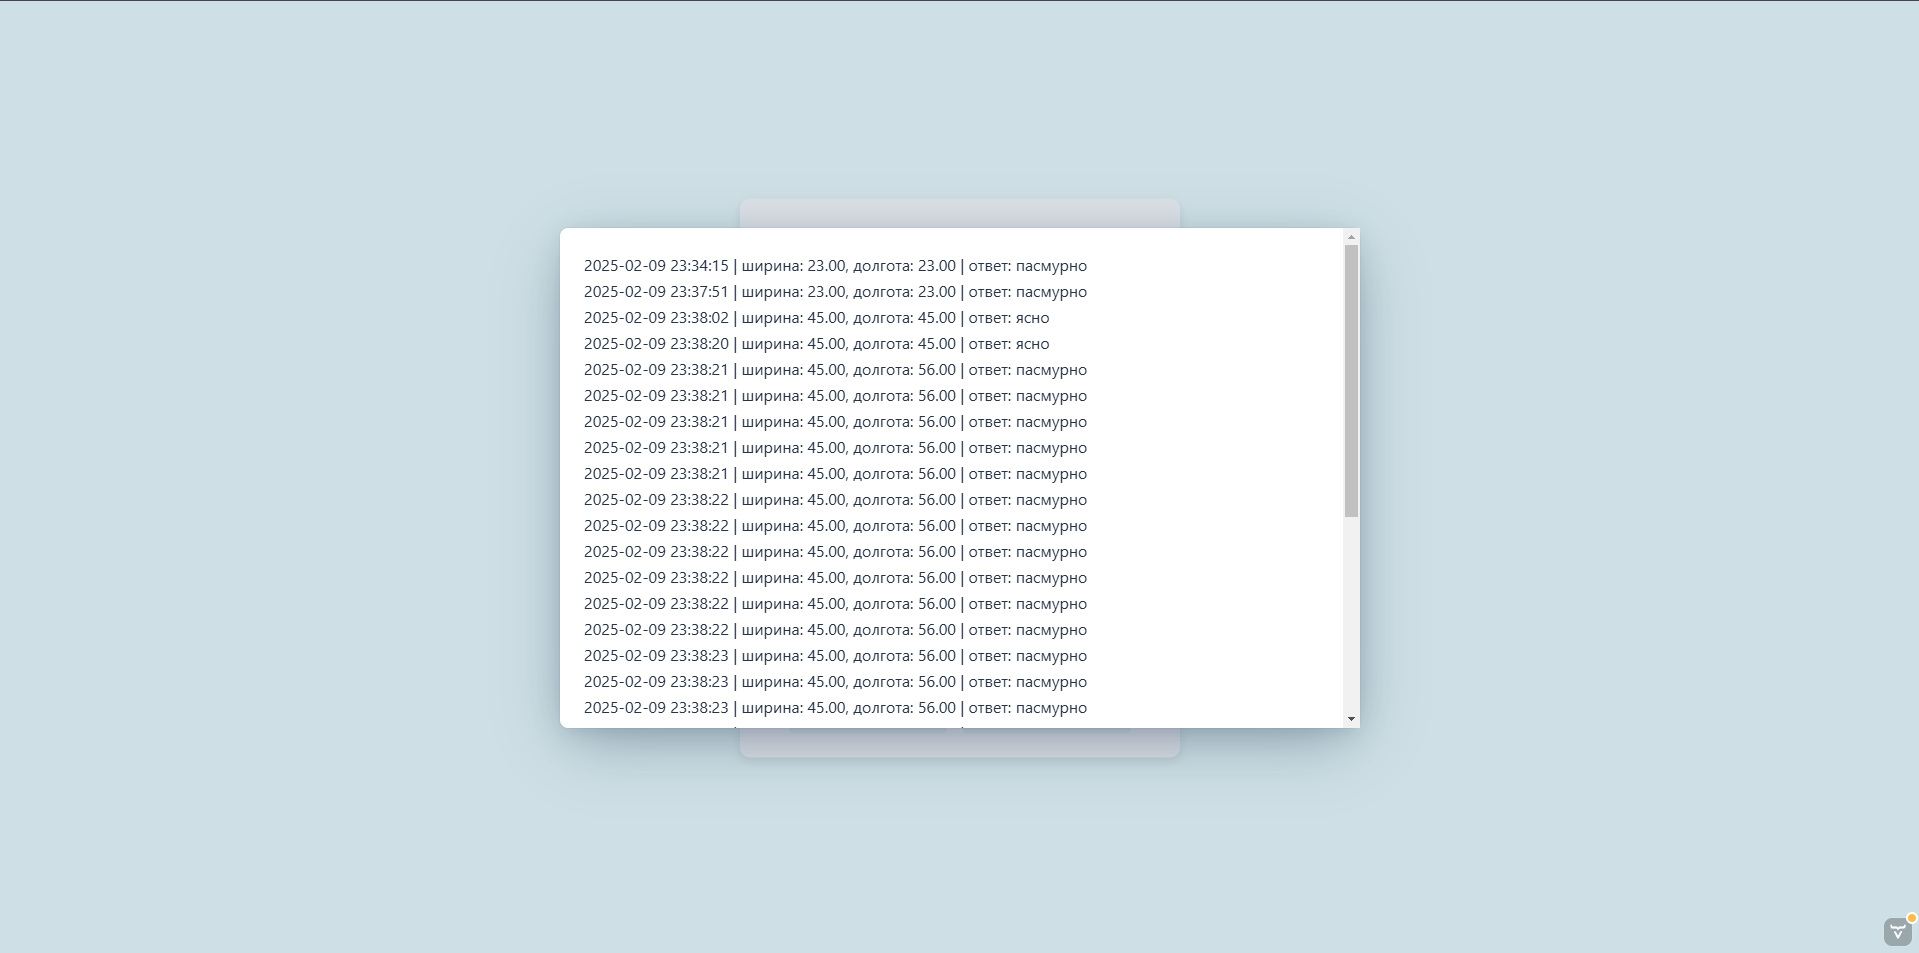 2025-02-09 23:34:15 | ширина: 23.00, долгота: 23.00 | ответ: пасмурно
2025-02-09 23:37:51 | ширина: 23.00, долгота: 23.00 | ответ: пасмурно
2025-02-09 23:38:02 | ширина: 45.00, долгота: 45.00 | ответ: ясно
2025-02-09 23:38:20 | ширина: 45.00, долгота: 45.00 | ответ: ясно
2025-02-09 23:38:21 | ширина: 45.00, долгота: 56.00 | ответ: пасмурно
2025-02-09 23:38:21 | ширина: 45.00, долгота: 56.00 | ответ: пасмурно
2025-02-09 23:38:21 | ширина: 45.00, долгота: 56.00 | ответ: пасмурно
2025-02-09 23:38:21 | ширина: 45.00, долгота: 56.00 | ответ: пасмурно
2025-02-09 23:38:21 | ширина: 45.00, долгота: 56.00 | ответ: пасмурно
2025-02-09 23:38:22 | ширина: 45.00, долгота: 56.00 | ответ: пасмурно
2025-02-09 23:38:22 | ширина: 45.00, долгота: 56.00 | ответ: пасмурно
2025-02-09 23:38:22 | ширина: 45.00, долгота: 56.00 | ответ: пасмурно
2025-02-09 23:38:22 | ширина: 45.00, долгота: 56.00 | ответ: пасмурно
2025-02-09 23:38:22 | ширина: 45.00, долгота: 56.00 | ответ: пасмурно
2025-02-09 23:38:22 | ширина: 45.00, долгота: 56.00 | ответ: пасмурно
2025-02-09 23:38:23 | ширина: 45.00, долгота: 56.00 | ответ: пасмурно
2025-02-09 23:38:23 | ширина: 45.00, долгота: 56.00 | ответ: пасмурно
2025-02-09 23:38:23 | ширина: 45.00, долгота: 56.00 | ответ: пасмурно